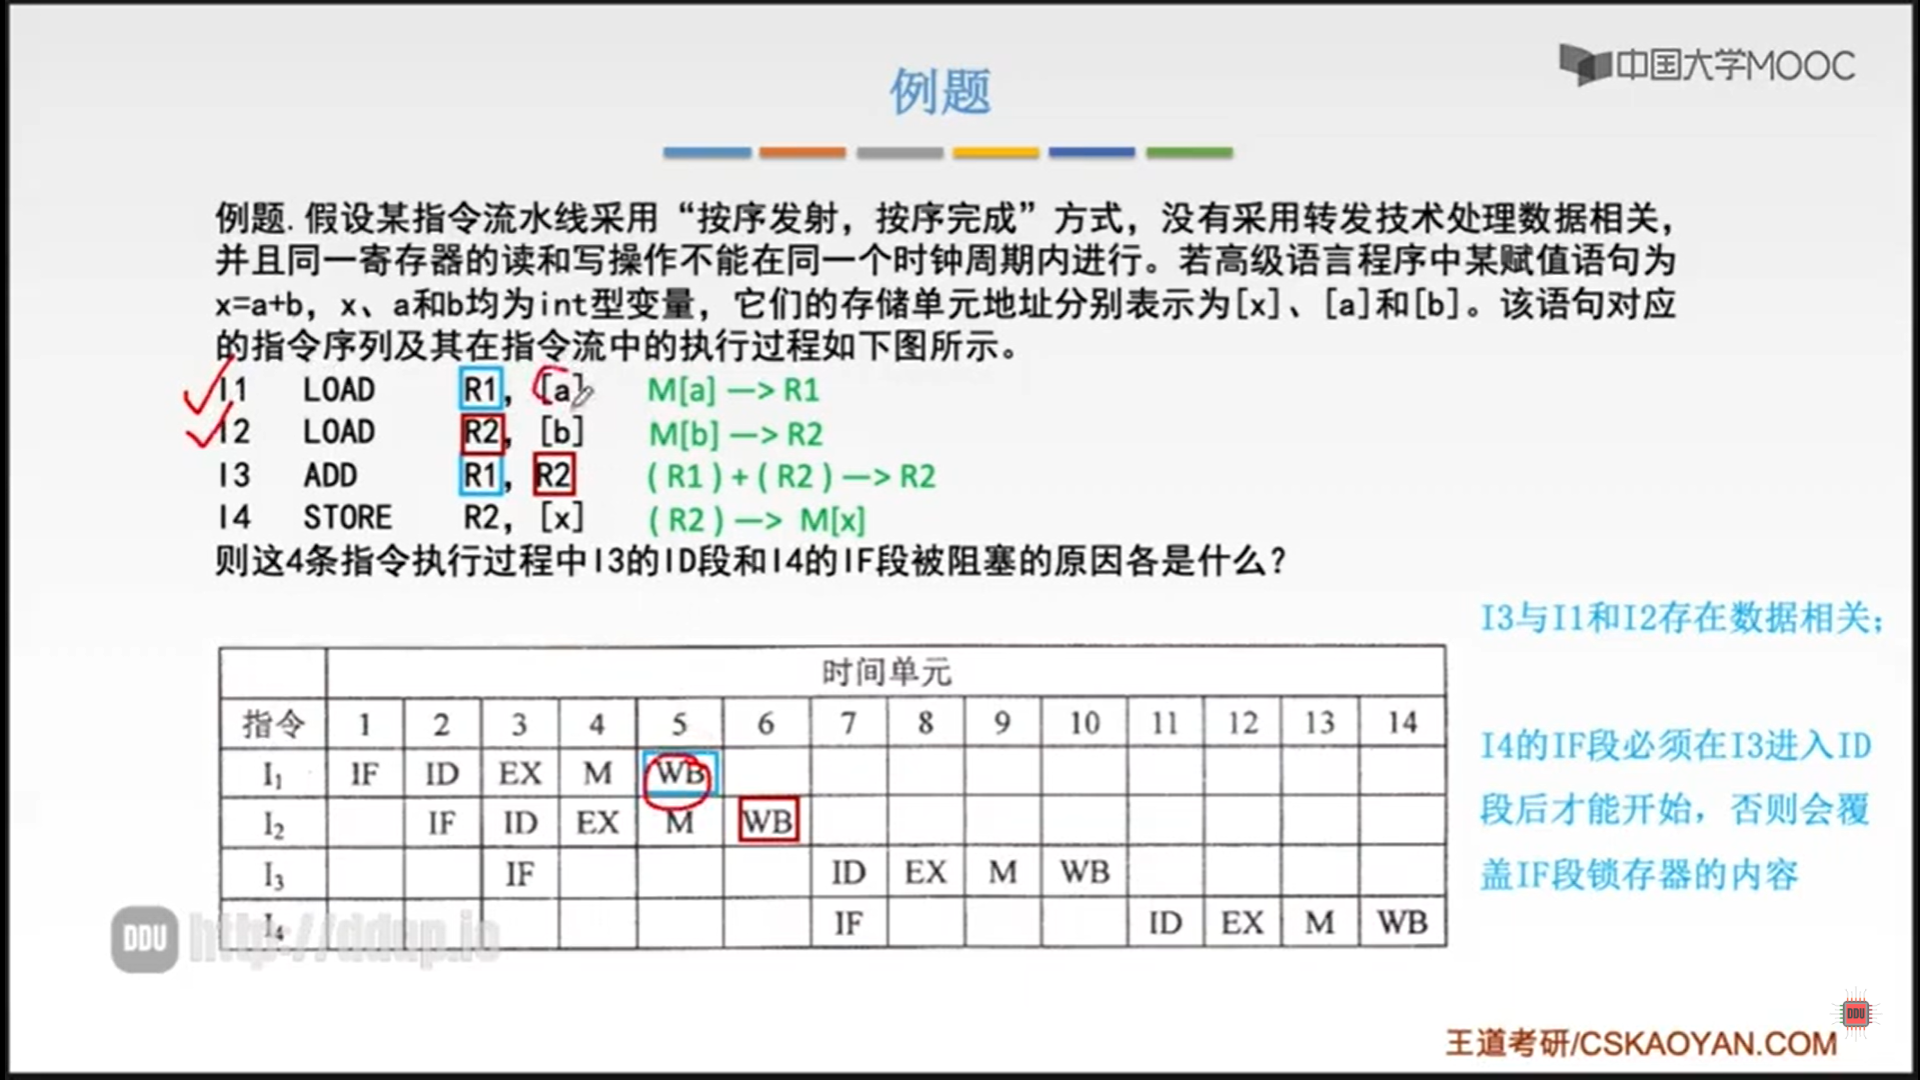 中国大学MOOC
例题
例题. 假设某指令流水线采用“按序发射，按序完成”方式，没有采用转发技术处理数据相关，
并且同一寄存器的读和写操作不能在同一个时钟周期内进行。若高级语言程序中某赋值语句为
x=a+b，x、a和b均为int型变量，它们的存储单元地址分别表示为[x]、[a]和[b]。该语句对应
的指令序列及其在指令流中的执行过程如下图所示。
I1 LOAD R1, [a] M[a] —> R1
I2 LOAD R2, [b] M[b] —> R2
I3 ADD R1, R2 ( R1 ) + ( R2 ) —> R2
I4 STORE R2, [x] ( R2 ) —> M[x]
则这4条指令执行过程中I3的ID段和I4的IF段被阻塞的原因各是什么?
I3与I1和I2存在数据相关;
I4的IF段必须在I3进入ID
段后才能开始，否则会覆
盖IF段锁存器的内容
时间单元
指令 1 2 3 4 5 6 7 8 9 10 11 12 13 14
I1 IF ID EX M WB
I2 IF ID EX M WB
I3 IF ID EX M WB
I4 IF ID EX M WB
DDU http://ddup.io
DDU
王道考研/CSKAOYAN.COM